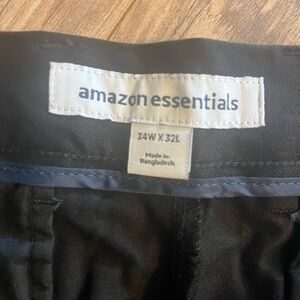 amazon essentials
34W X 32L
Made in
Bangladesh